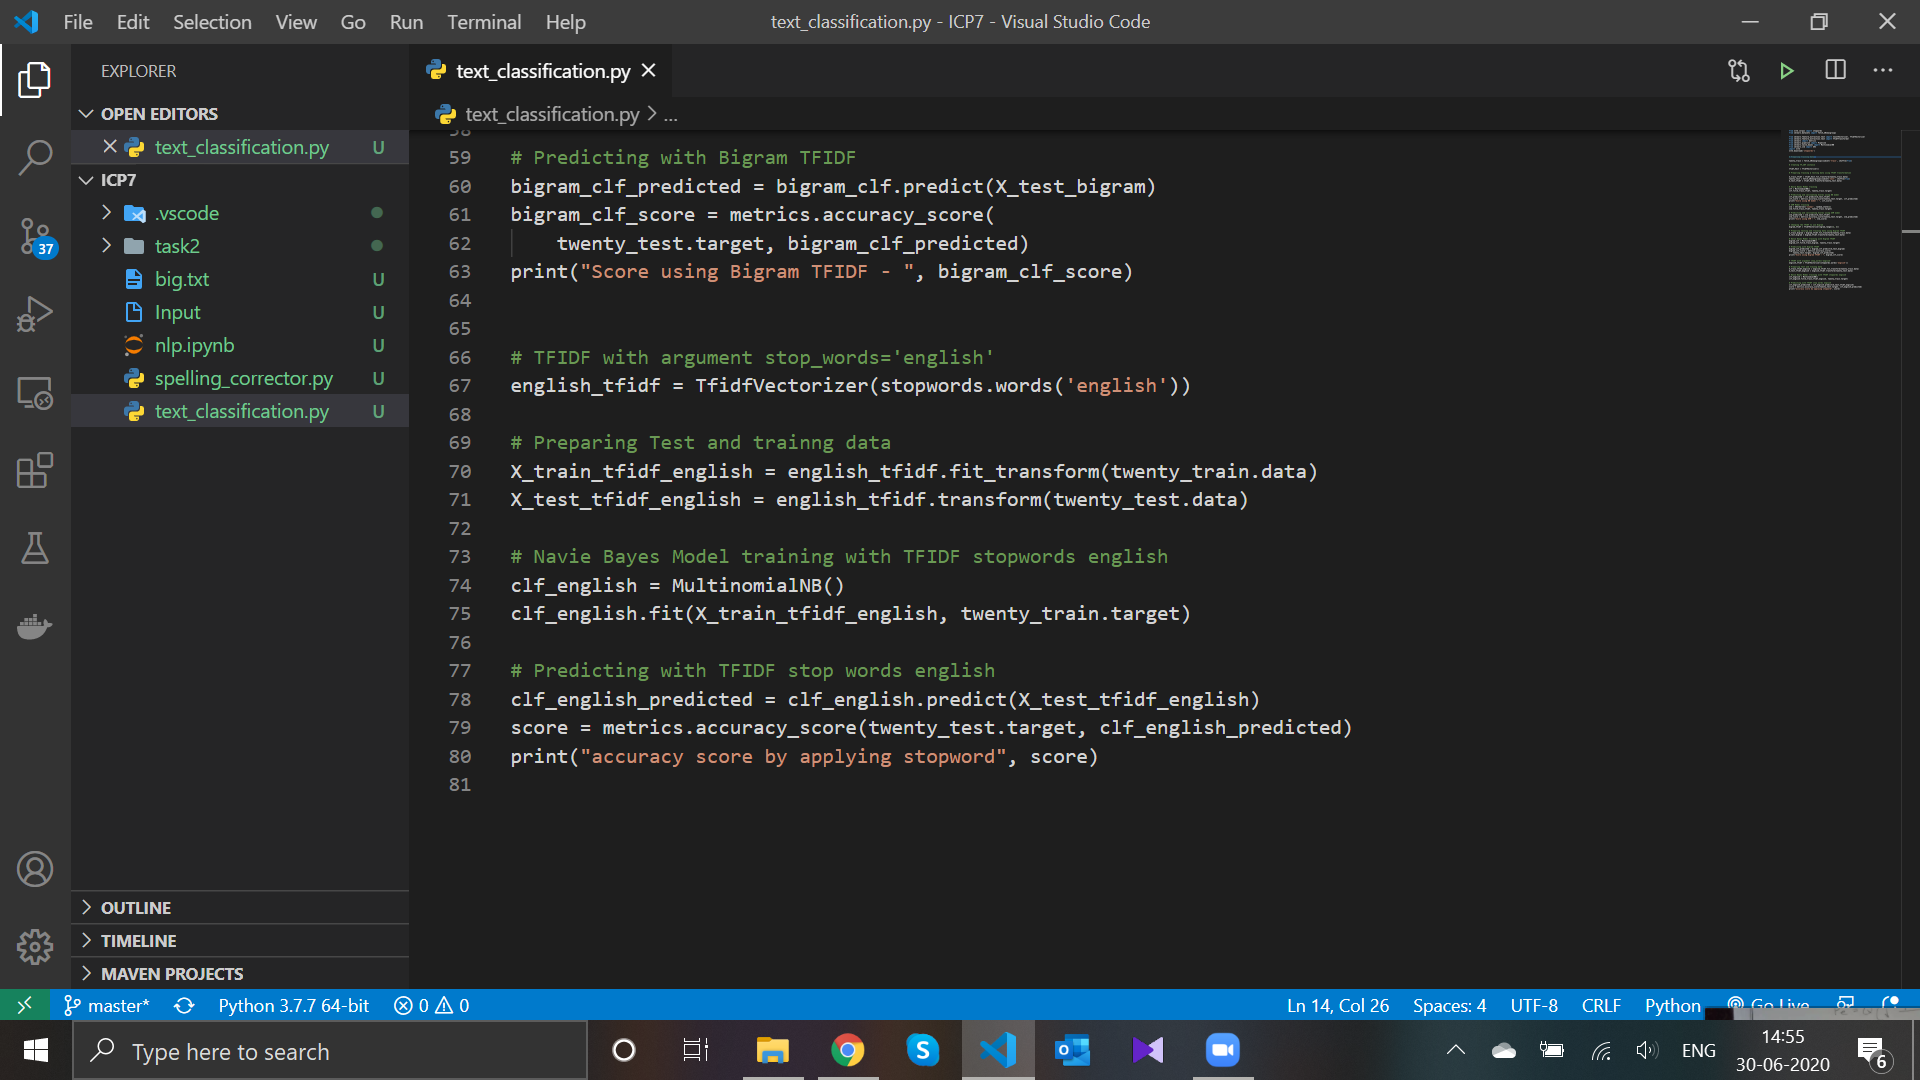 File Edit Selection View Go Run Terminal Help
text_classification.py - ICP7 - Visual Studio Code
EXPLORER
OPEN EDITORS
text_classification.py U
ICP7
.vscode
task2
big.txt U
Input U
nlp.ipynb U
spelling_corrector.py U
text_classification.py U
OUTLINE
TIMELINE
MAVEN PROJECTS
37
text_classification.py
text_classification.py > ...
58
59 # Predicting with Bigram TFIDF
60 bigram_clf_predicted = bigram_clf.predict(X_test_bigram)
61 bigram_clf_score = metrics.accuracy_score(
62     twenty_test.target, bigram_clf_predicted)
63 print("Score using Bigram TFIDF - ", bigram_clf_score)
64
65
66 # TFIDF with argument stop_words='english'
67 english_tfidf = TfidfVectorizer(stopwords.words('english'))
68
69 # Preparing Test and trainng data
70 X_train_tfidf_english = english_tfidf.fit_transform(twenty_train.data)
71 X_test_tfidf_english = english_tfidf.transform(twenty_test.data)
72
73 # Navie Bayes Model training with TFIDF stopwords english
74 clf_english = MultinomialNB()
75 clf_english.fit(X_train_tfidf_english, twenty_train.target)
76
77 # Predicting with TFIDF stop words english
78 clf_english_predicted = clf_english.predict(X_test_tfidf_english)
79 score = metrics.accuracy_score(twenty_test.target, clf_english_predicted)
80 print("accuracy score by applying stopword", score)
81
master* Python 3.7.7 64-bit 0 0 Ln 14, Col 26 Spaces: 4 UTF-8 CRLF Python Go Live
Type here to search
ENG
14:55
30-06-2020
6